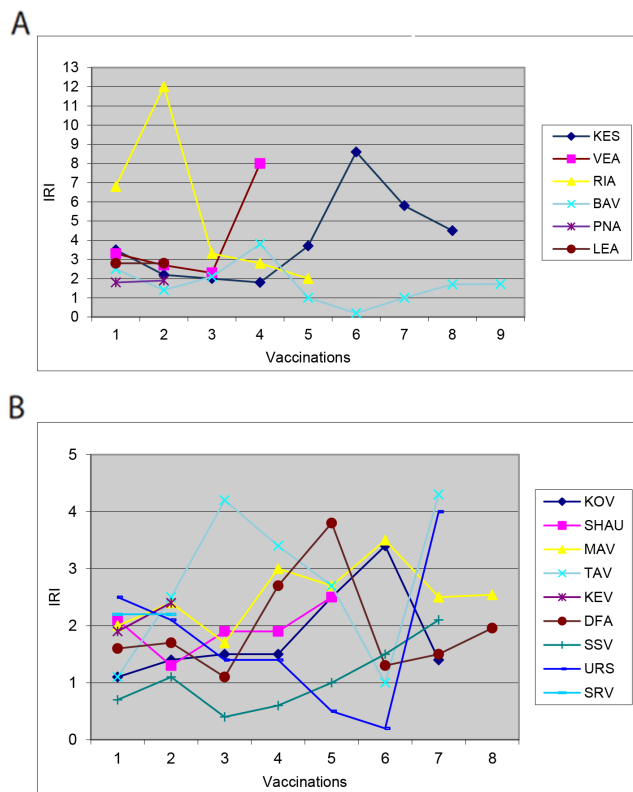 A
13
12
11
10
9
8
7
6
5
4
3
2
1
0
IRI
1 2 3 4 5 6 7 8 9
Vaccinations
KES
VEA
RIA
BAV
PNA
LEA
B
5
4
3
2
1
0
IRI
1 2 3 4 5 6 7 8
Vaccinations
KOV
SHAU
MAV
TAV
KEV
DFA
SSV
URS
SRV